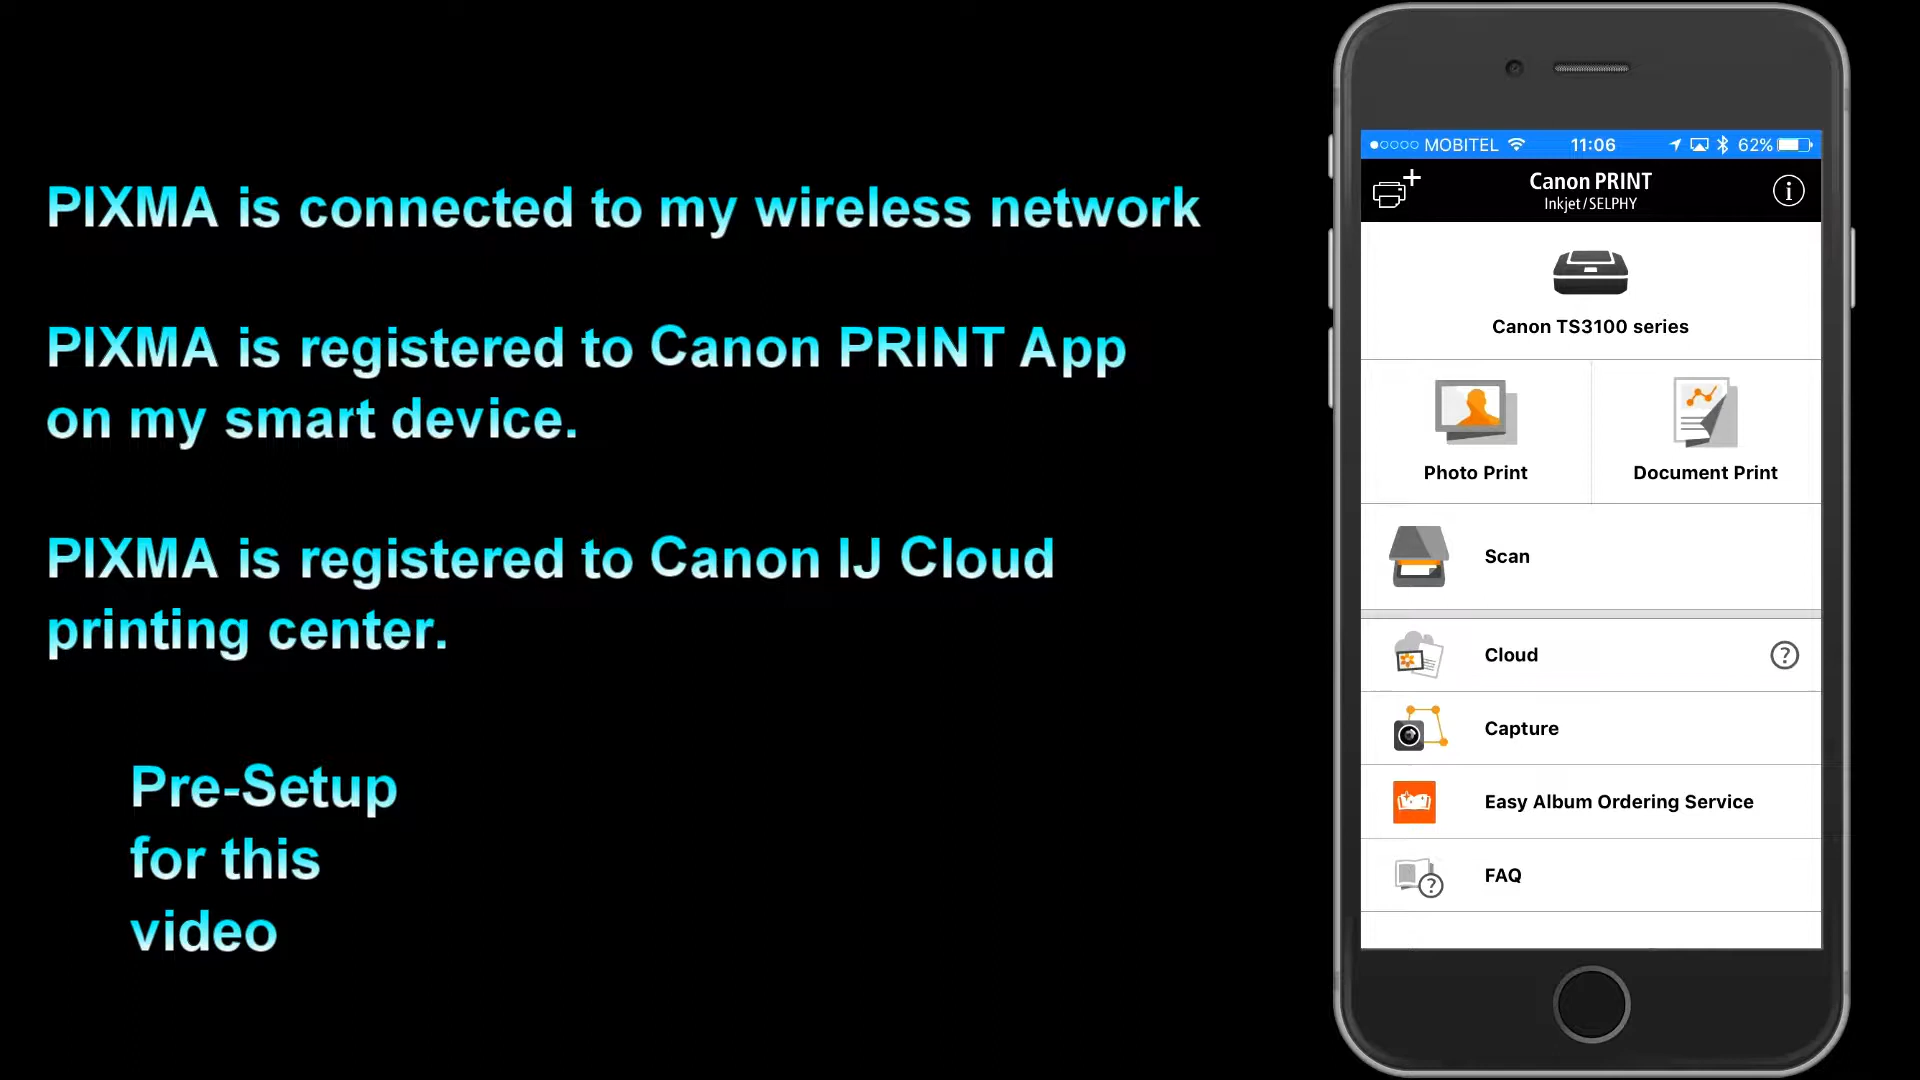 PIXMA is connected to my wireless network
PIXMA is registered to Canon PRINT App
on my smart device.
PIXMA is registered to Canon IJ Cloud
printing center.
Pre-Setup
for this
video
MOBITEL 11:06 62%
Canon PRINT
Inkjet/SELPHY
Canon TS3100 series
Photo Print
Document Print
Scan
Cloud
Capture
Easy Album Ordering Service
FAQ